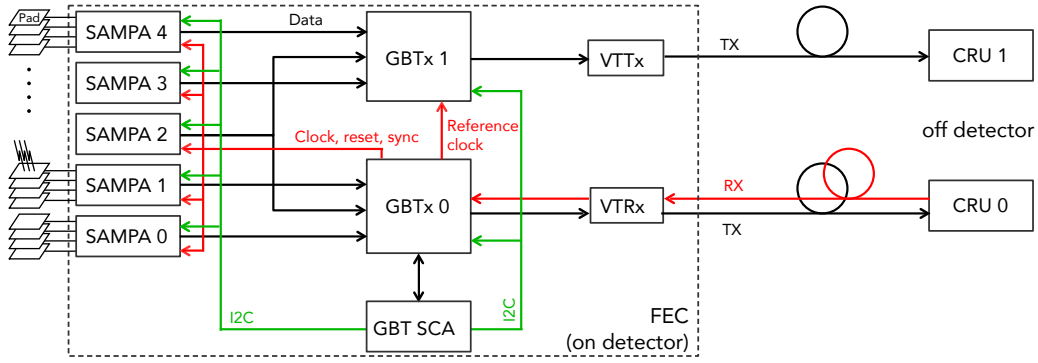 Pad
SAMPA 4
Data
GBTx 1
VTTx
TX
CRU 1
SAMPA 3
SAMPA 2
Clock, reset, sync
Reference
clock
off detector
SAMPA 1
GBTx 0
VTRx
RX
TX
CRU 0
SAMPA 0
I2C
GBT SCA
I2C
FEC
(on detector)